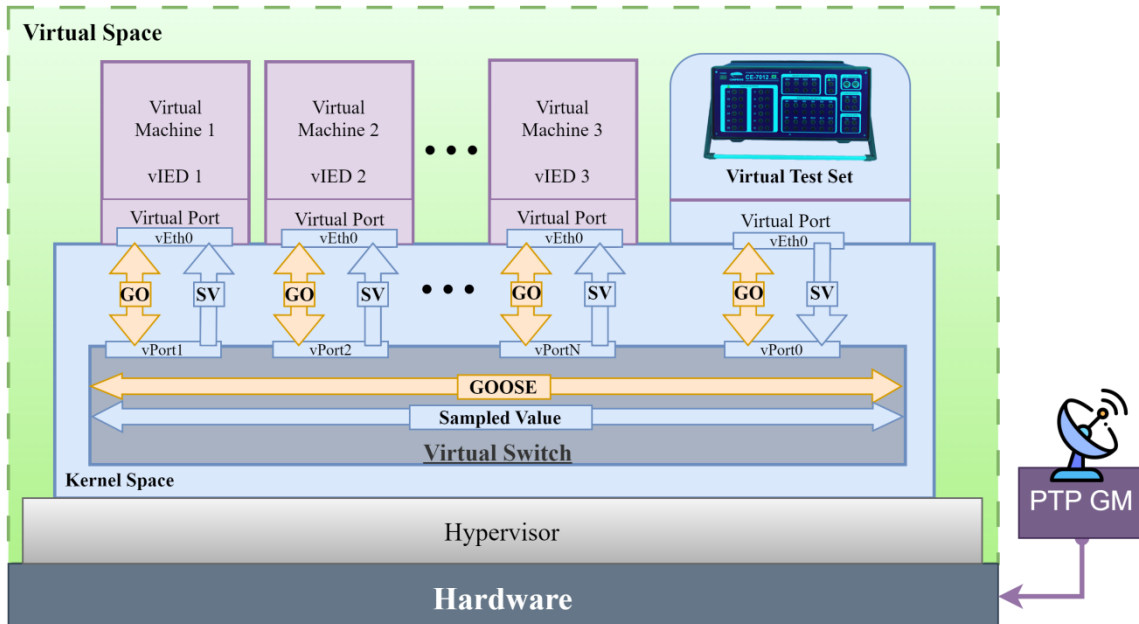 Virtual Space
Virtual
Machine 1
vIED 1
Virtual Port
vEth0
Virtual
Machine 2
vIED 2
Virtual Port
vEth0
Virtual
Machine 3
vIED 3
Virtual Port
vEth0
CE-7012
Virtual Test Set
Virtual Port
vEth0
GO
SV
GO
SV
GO
SV
GO
SV
vPort1
vPort2
vPortN
vPort0
GOOSE
Sampled Value
Virtual Switch
Kernel Space
Hypervisor
Hardware
PTP GM